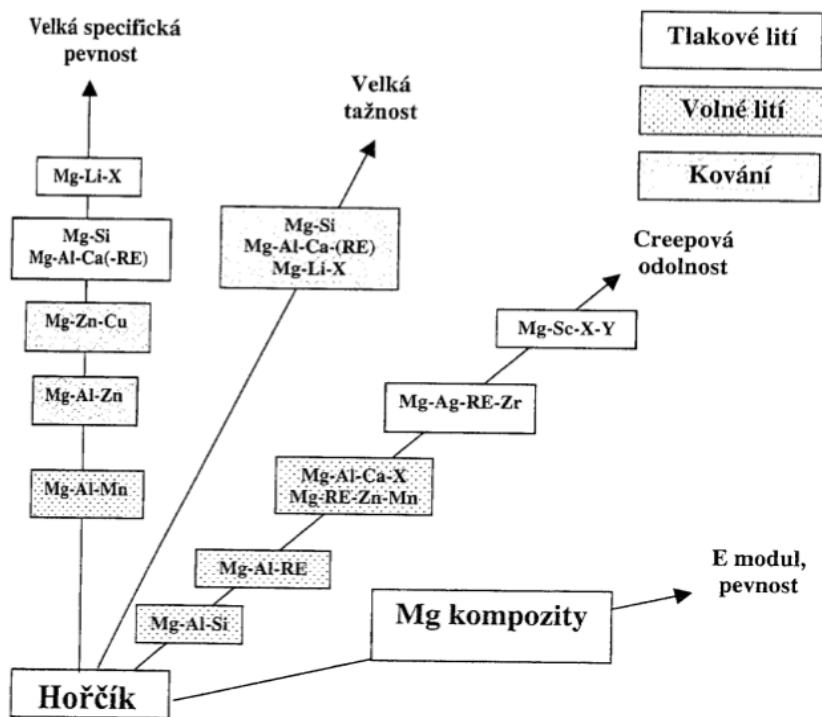 Velká specifická
pevnost
Velká
tažnost
Tlakové lití
Volné lití
Kování
Mg-Li-X
Mg-Si
Mg-Al-Ca(-RE)
Mg-Zn-Cu
Mg-Al-Zn
Mg-Al-Mn
Mg-Si
Mg-Al-Ca-(RE)
Mg-Li-X
Creepová
odolnost
Mg-Sc-X-Y
Mg-Ag-RE-Zr
Mg-Al-Ca-X
Mg-RE-Zn-Mn
Mg-Al-RE
Mg-Al-Si
E modul,
pevnost
Mg kompozity
Hořčík